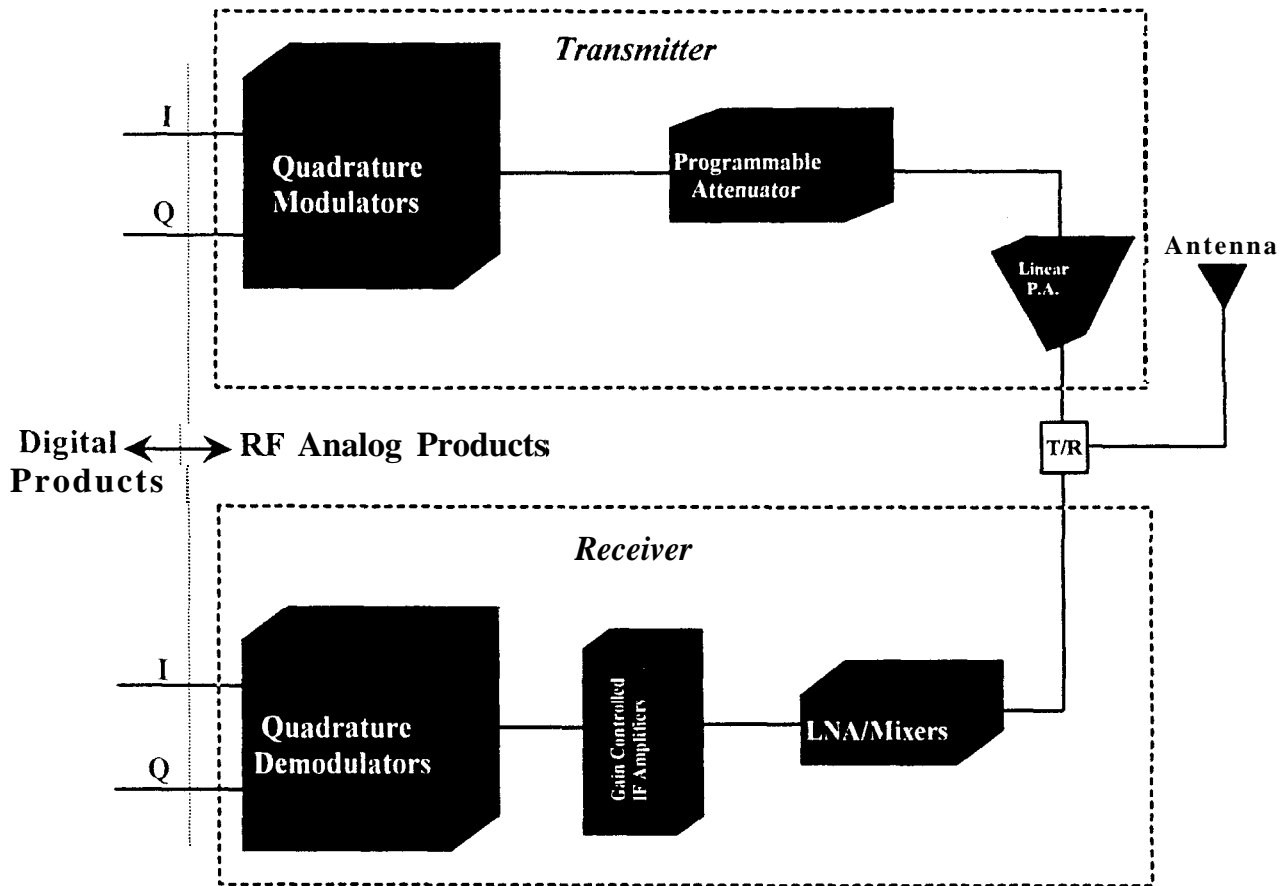 Transmitter
I
Quadrature
Modulators
Q
Programmable
Attenuator
Linear
P.A.
Antenna
Digital
Products
RF Analog Products
T/R
Receiver
I
Quadrature
Demodulators
Q
Gain Controlled
IF Amplifiers
LNA/Mixers